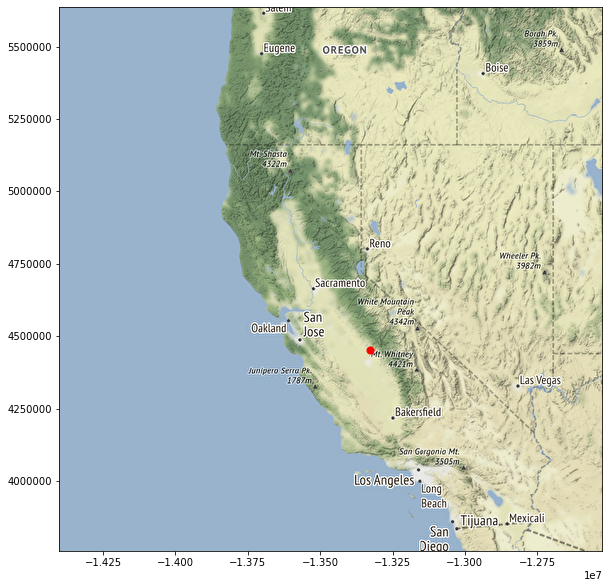 Salem
Eugene
OREGON
Borah Pk.
3859m
Boise
Mt. Shasta
4322m
Reno
Wheeler Pk.
3982m
Sacramento
White Mountain
Peak
4342m
San
Jose
Oakland
Mt. Whitney
4421m
Junipero Serra Pk.
1787m
Las Vegas
Bakersfield
San Gorgonio Mt.
3505m
Los Angeles
Long
Beach
San
Diego
Tijuana
Mexicali
5500000
5250000
5000000
4750000
4500000
4250000
4000000
−1.425
−1.400
−1.375
−1.350
−1.325
−1.300
−1.275
1e7